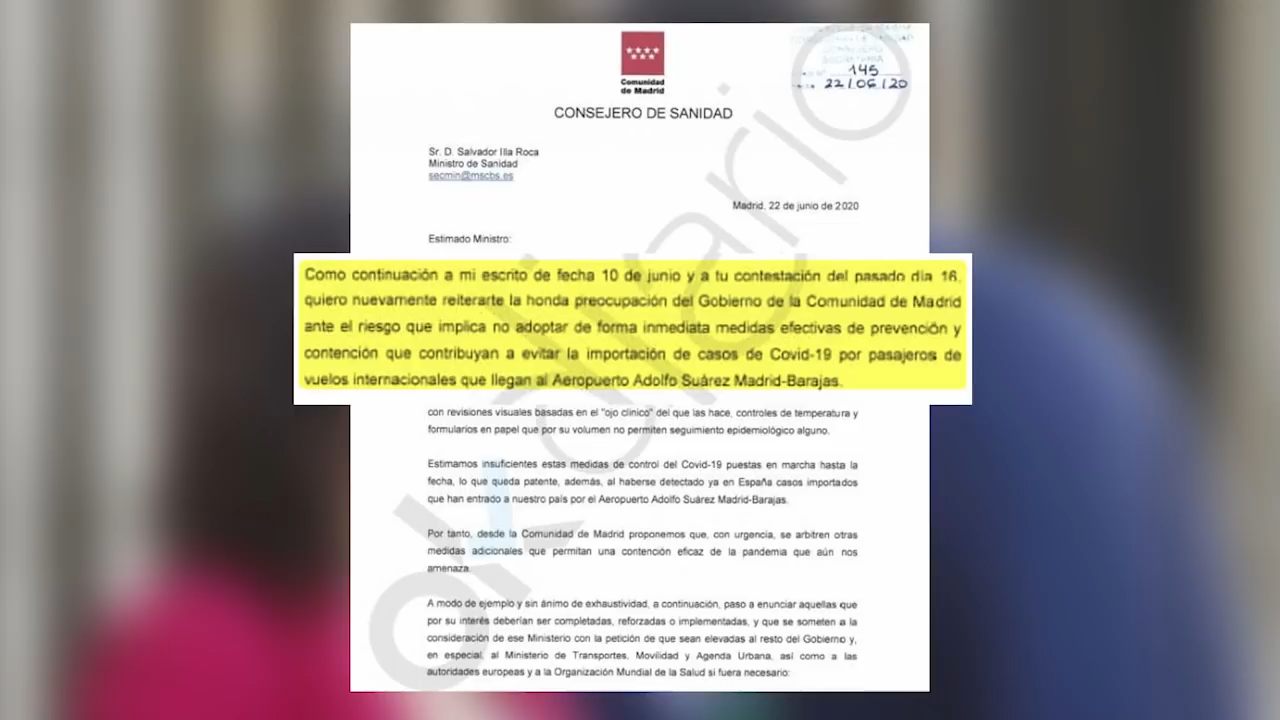 Comunidad
de Madrid
145
22/06/20
CONSEJERO DE SANIDAD
Sr. D. Salvador Illa Roca
Ministro de Sanidad
secmin@mscbs.es
Madrid, 22 de junio de 2020
Estimado Ministro:
Como continuación a mi escrito de fecha 10 de junio y a tu contestación del pasado día 16,
quiero nuevamente reiterarte la honda preocupación del Gobierno de la Comunidad de Madrid
ante el riesgo que implica no adoptar de forma inmediata medidas efectivas de prevención y
contención que contribuyan a evitar la importación de casos de Covid-19 por pasajeros de
vuelos internacionales que llegan al Aeropuerto Adolfo Suárez Madrid-Barajas.
con revisiones visuales basadas en el "ojo clínico" del que las hace, controles de temperatura y
formularios en papel que por su volumen no permiten seguimiento epidemiológico alguno.
Estimamos insuficientes estas medidas de control del Covid-19 puestas en marcha hasta la
fecha, lo que queda patente, además, al haberse detectado ya en España casos importados
que han entrado a nuestro país por el Aeropuerto Adolfo Suárez Madrid-Barajas.
Por tanto, desde la Comunidad de Madrid proponemos que, con urgencia, se arbitren otras
medidas adicionales que permitan una contención eficaz de la pandemia que aún nos
amenaza.
A modo de ejemplo y sin ánimo de exhaustividad, a continuación, paso a enunciar aquellas que
por su interés deberían ser completadas, reforzadas o implementadas, y que se someten a la
consideración de ese Ministerio con la petición de que sean elevadas al resto del Gobierno y,
en especial, al Ministerio de Transportes, Movilidad y Agenda Urbana, así como a las
autoridades europeas y a la Organización Mundial de la Salud si fuera necesario:
okdiario